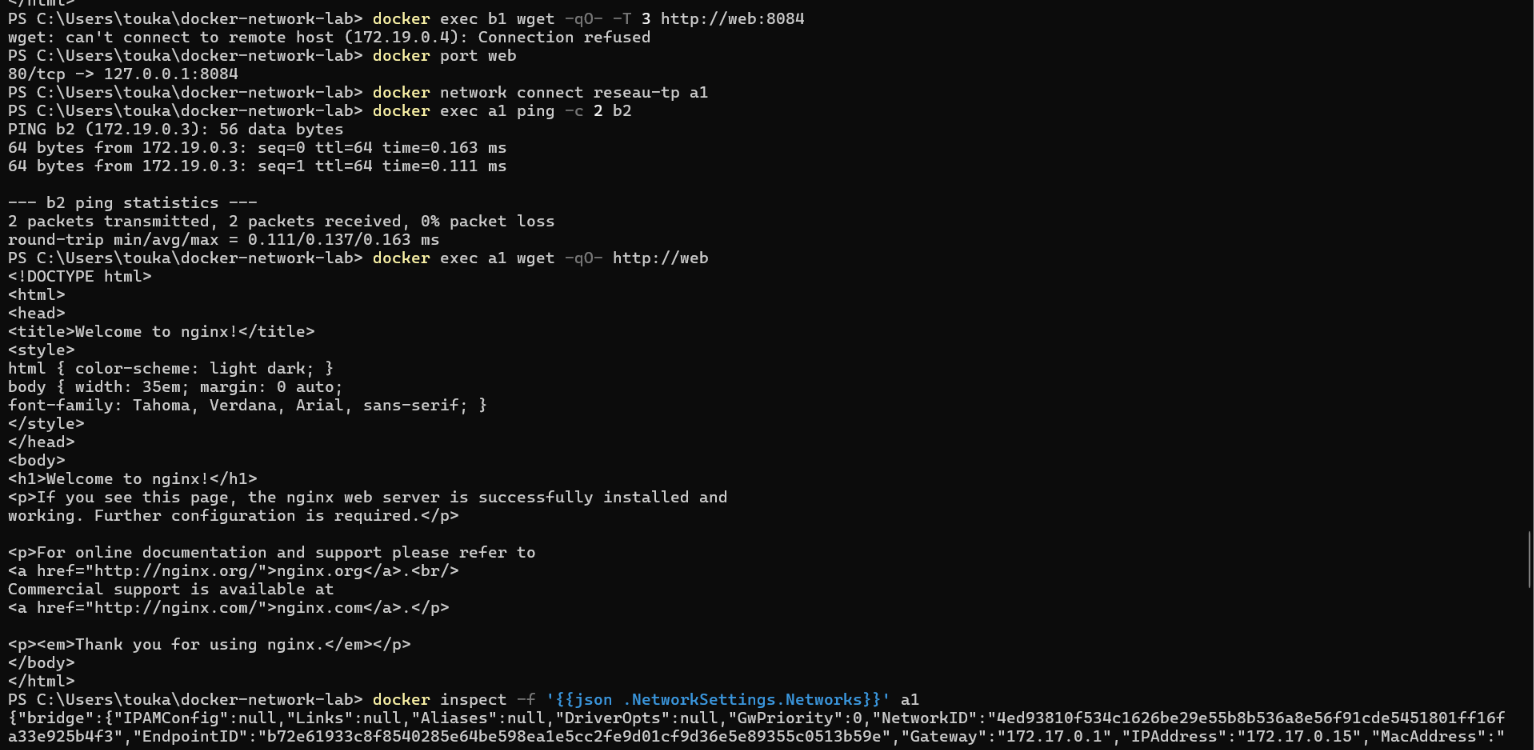 </html>
PS C:\Users\touka\docker-network-lab> docker exec b1 wget -qO- -T 3 http://web:8084
wget: can't connect to remote host (172.19.0.4): Connection refused
PS C:\Users\touka\docker-network-lab> docker port web
80/tcp -> 127.0.0.1:8084
PS C:\Users\touka\docker-network-lab> docker network connect reseau-tp a1
PS C:\Users\touka\docker-network-lab> docker exec a1 ping -c 2 b2
PING b2 (172.19.0.3): 56 data bytes
64 bytes from 172.19.0.3: seq=0 ttl=64 time=0.163 ms
64 bytes from 172.19.0.3: seq=1 ttl=64 time=0.111 ms
--- b2 ping statistics ---
2 packets transmitted, 2 packets received, 0% packet loss
round-trip min/avg/max = 0.111/0.137/0.163 ms
PS C:\Users\touka\docker-network-lab> docker exec a1 wget -qO- http://web
<!DOCTYPE html>
<html>
<head>
<title>Welcome to nginx!</title>
<style>
html { color-scheme: light dark; }
body { width: 35em; margin: 0 auto;
font-family: Tahoma, Verdana, Arial, sans-serif; }
</style>
</head>
<body>
<h1>Welcome to nginx!</h1>
<p>If you see this page, the nginx web server is successfully installed and
working. Further configuration is required.</p>
<p>For online documentation and support please refer to
<a href="http://nginx.org/">nginx.org</a>.<br/>
Commercial support is available at
<a href="http://nginx.com/">nginx.com</a>.</p>
<p><em>Thank you for using nginx.</em></p>
</body>
</html>
PS C:\Users\touka\docker-network-lab> docker inspect -f '{{json .NetworkSettings.Networks}}' a1
{"bridge":{"IPAMConfig":null,"Links":null,"Aliases":null,"DriverOpts":null,"GwPriority":0,"NetworkID":"4ed93810f534c1626be29e55b8b536a8e56f91cde5451801ff16f
a33e925b4f3","EndpointID":"b72e61933c8f8540285e64be598ea1e5cc2fe9d01cf9d36e5e89355c0513b59e","Gateway":"172.17.0.1","IPAddress":"172.17.0.15","MacAddress":"